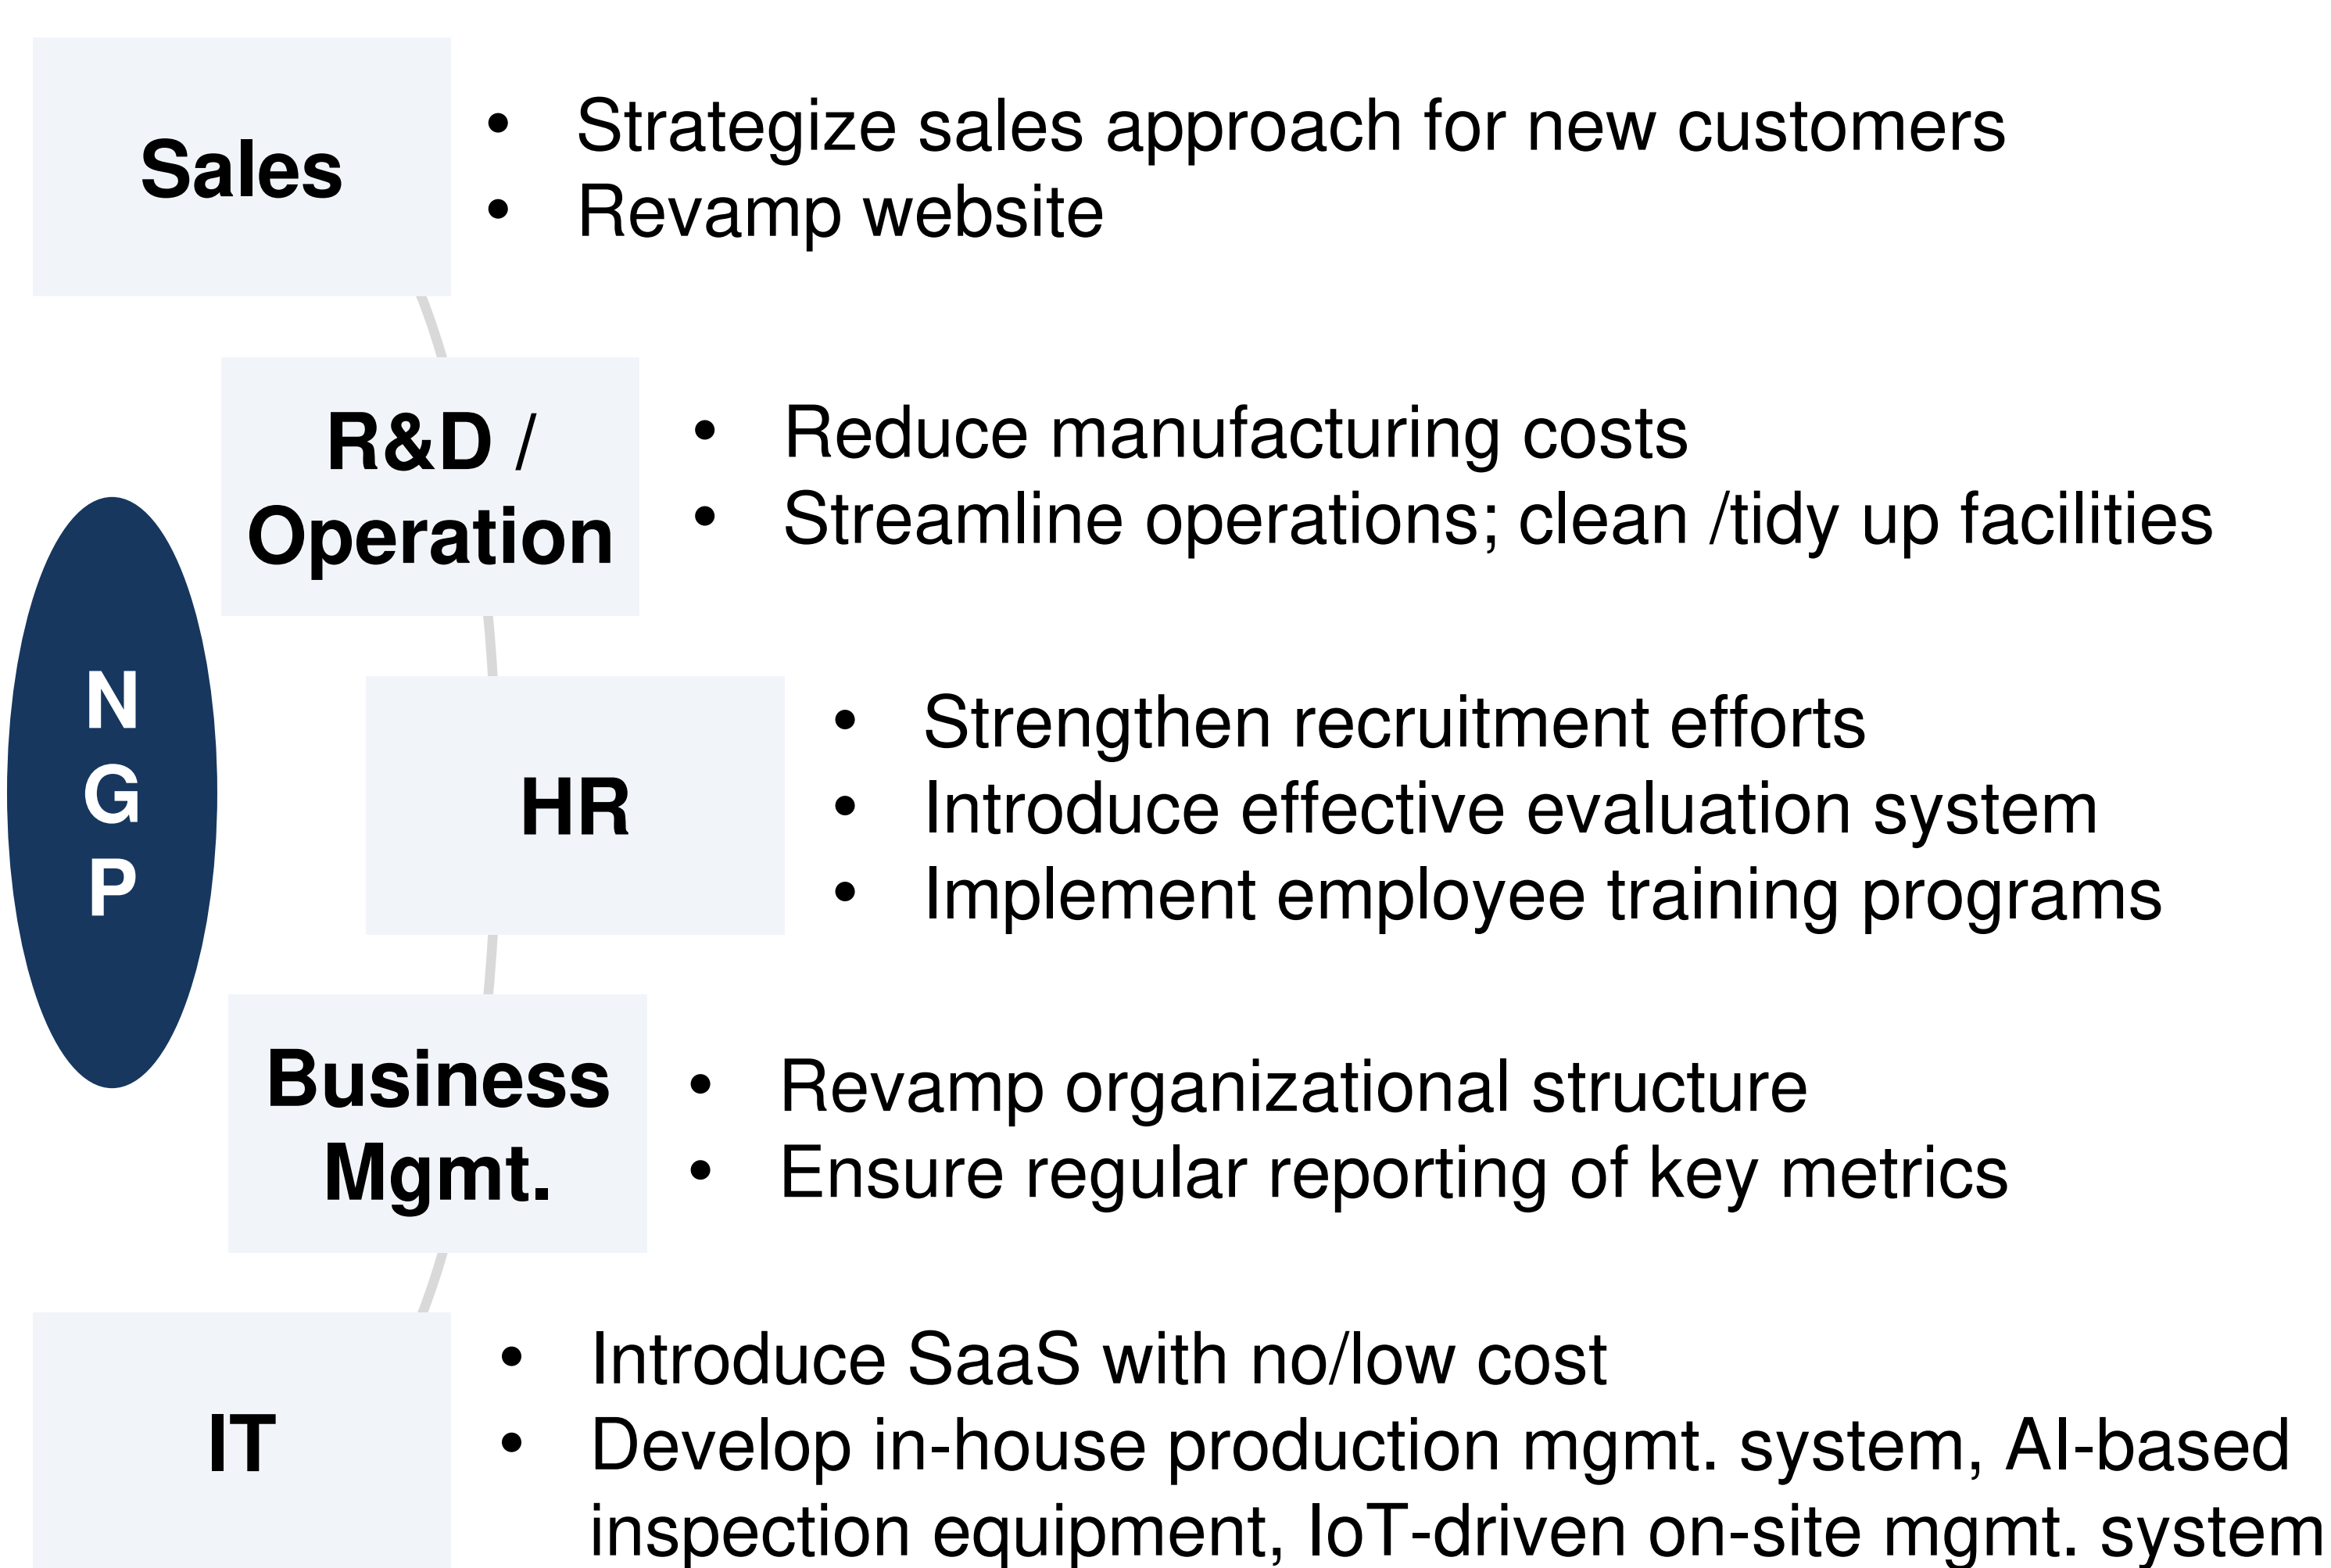 Sales
• Strategize sales approach for new customers
• Revamp website
R&D /
Operation
• Reduce manufacturing costs
• Streamline operations; clean /tidy up facilities
N
G
P
HR
• Strengthen recruitment efforts
• Introduce effective evaluation system
• Implement employee training programs
Business
Mgmt.
• Revamp organizational structure
• Ensure regular reporting of key metrics
IT
• Introduce SaaS with no/low cost
• Develop in-house production mgmt. system, AI-based
inspection equipment, IoT-driven on-site mgmt. system